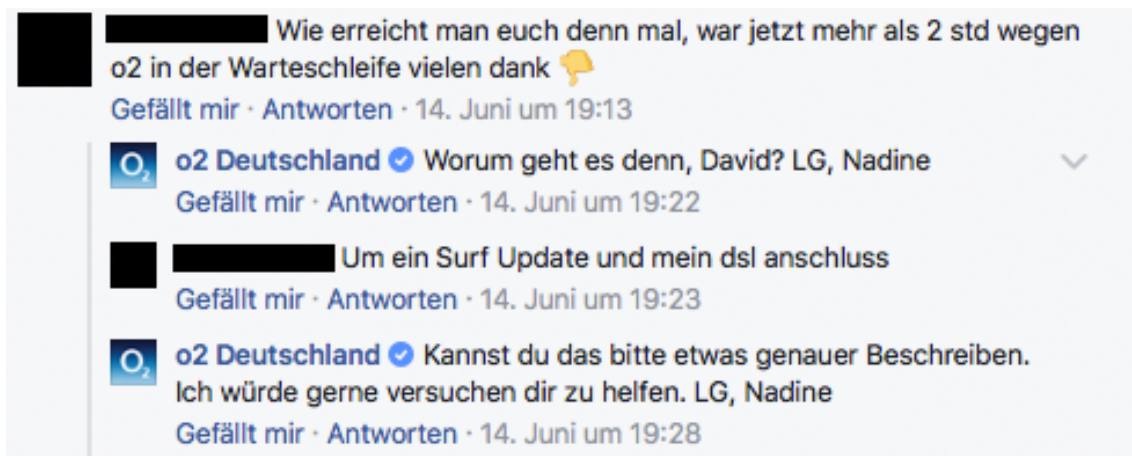 Wie erreicht man euch denn mal, war jetzt mehr als 2 std wegen
o2 in der Warteschleife vielen dank 👎
Gefällt mir · Antworten · 14. Juni um 19:13
O2 o2 Deutschland Worum geht es denn, David? LG, Nadine
Gefällt mir · Antworten · 14. Juni um 19:22
Um ein Surf Update und mein dsl anschluss
Gefällt mir · Antworten · 14. Juni um 19:23
O2 o2 Deutschland Kannst du das bitte etwas genauer Beschreiben.
Ich würde gerne versuchen dir zu helfen. LG, Nadine
Gefällt mir · Antworten · 14. Juni um 19:28